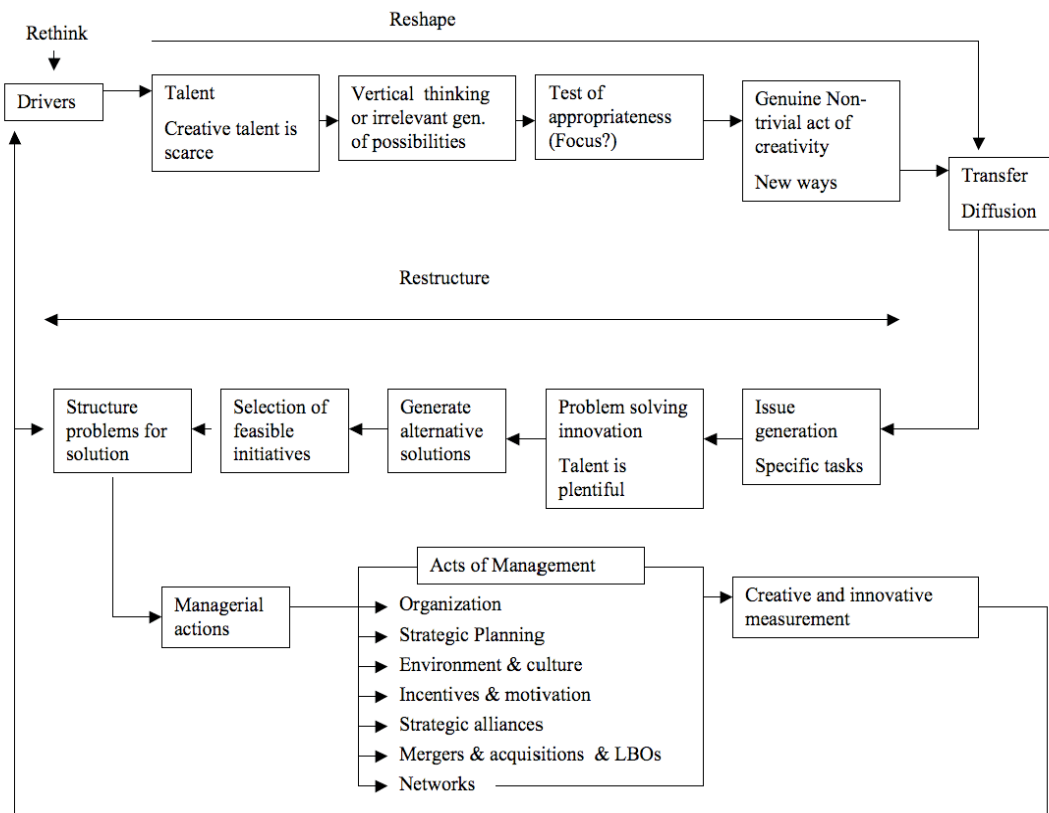 Reshape
Rethink
Drivers
Talent
Creative talent is
scarce
Vertical thinking
or irrelevant gen.
of possibilities
Test of
appropriateness
(Focus?)
Genuine Non-
trivial act of
creativity
New ways
Transfer
Diffusion
Restructure
Structure
problems for
solution
Selection of
feasible
initiatives
Generate
alternative
solutions
Problem solving
innovation
Talent is
plentiful
Issue
generation
Specific tasks
Managerial
actions
Acts of Management
Organization
Strategic Planning
Environment & culture
Incentives & motivation
Strategic alliances
Mergers & acquisitions & LBOs
Networks
Creative and innovative
measurement